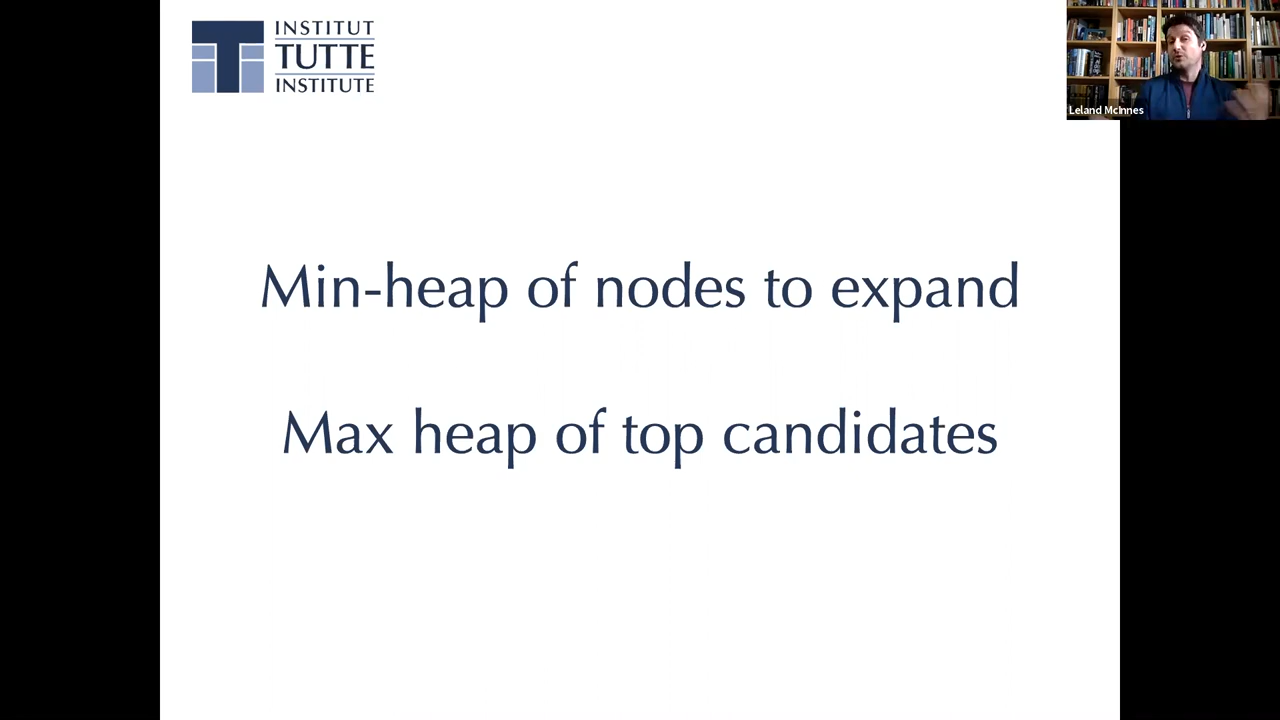 INSTITUT
TUTTE
INSTITUTE
Leland McInnes
Min-heap of nodes to expand
Max heap of top candidates